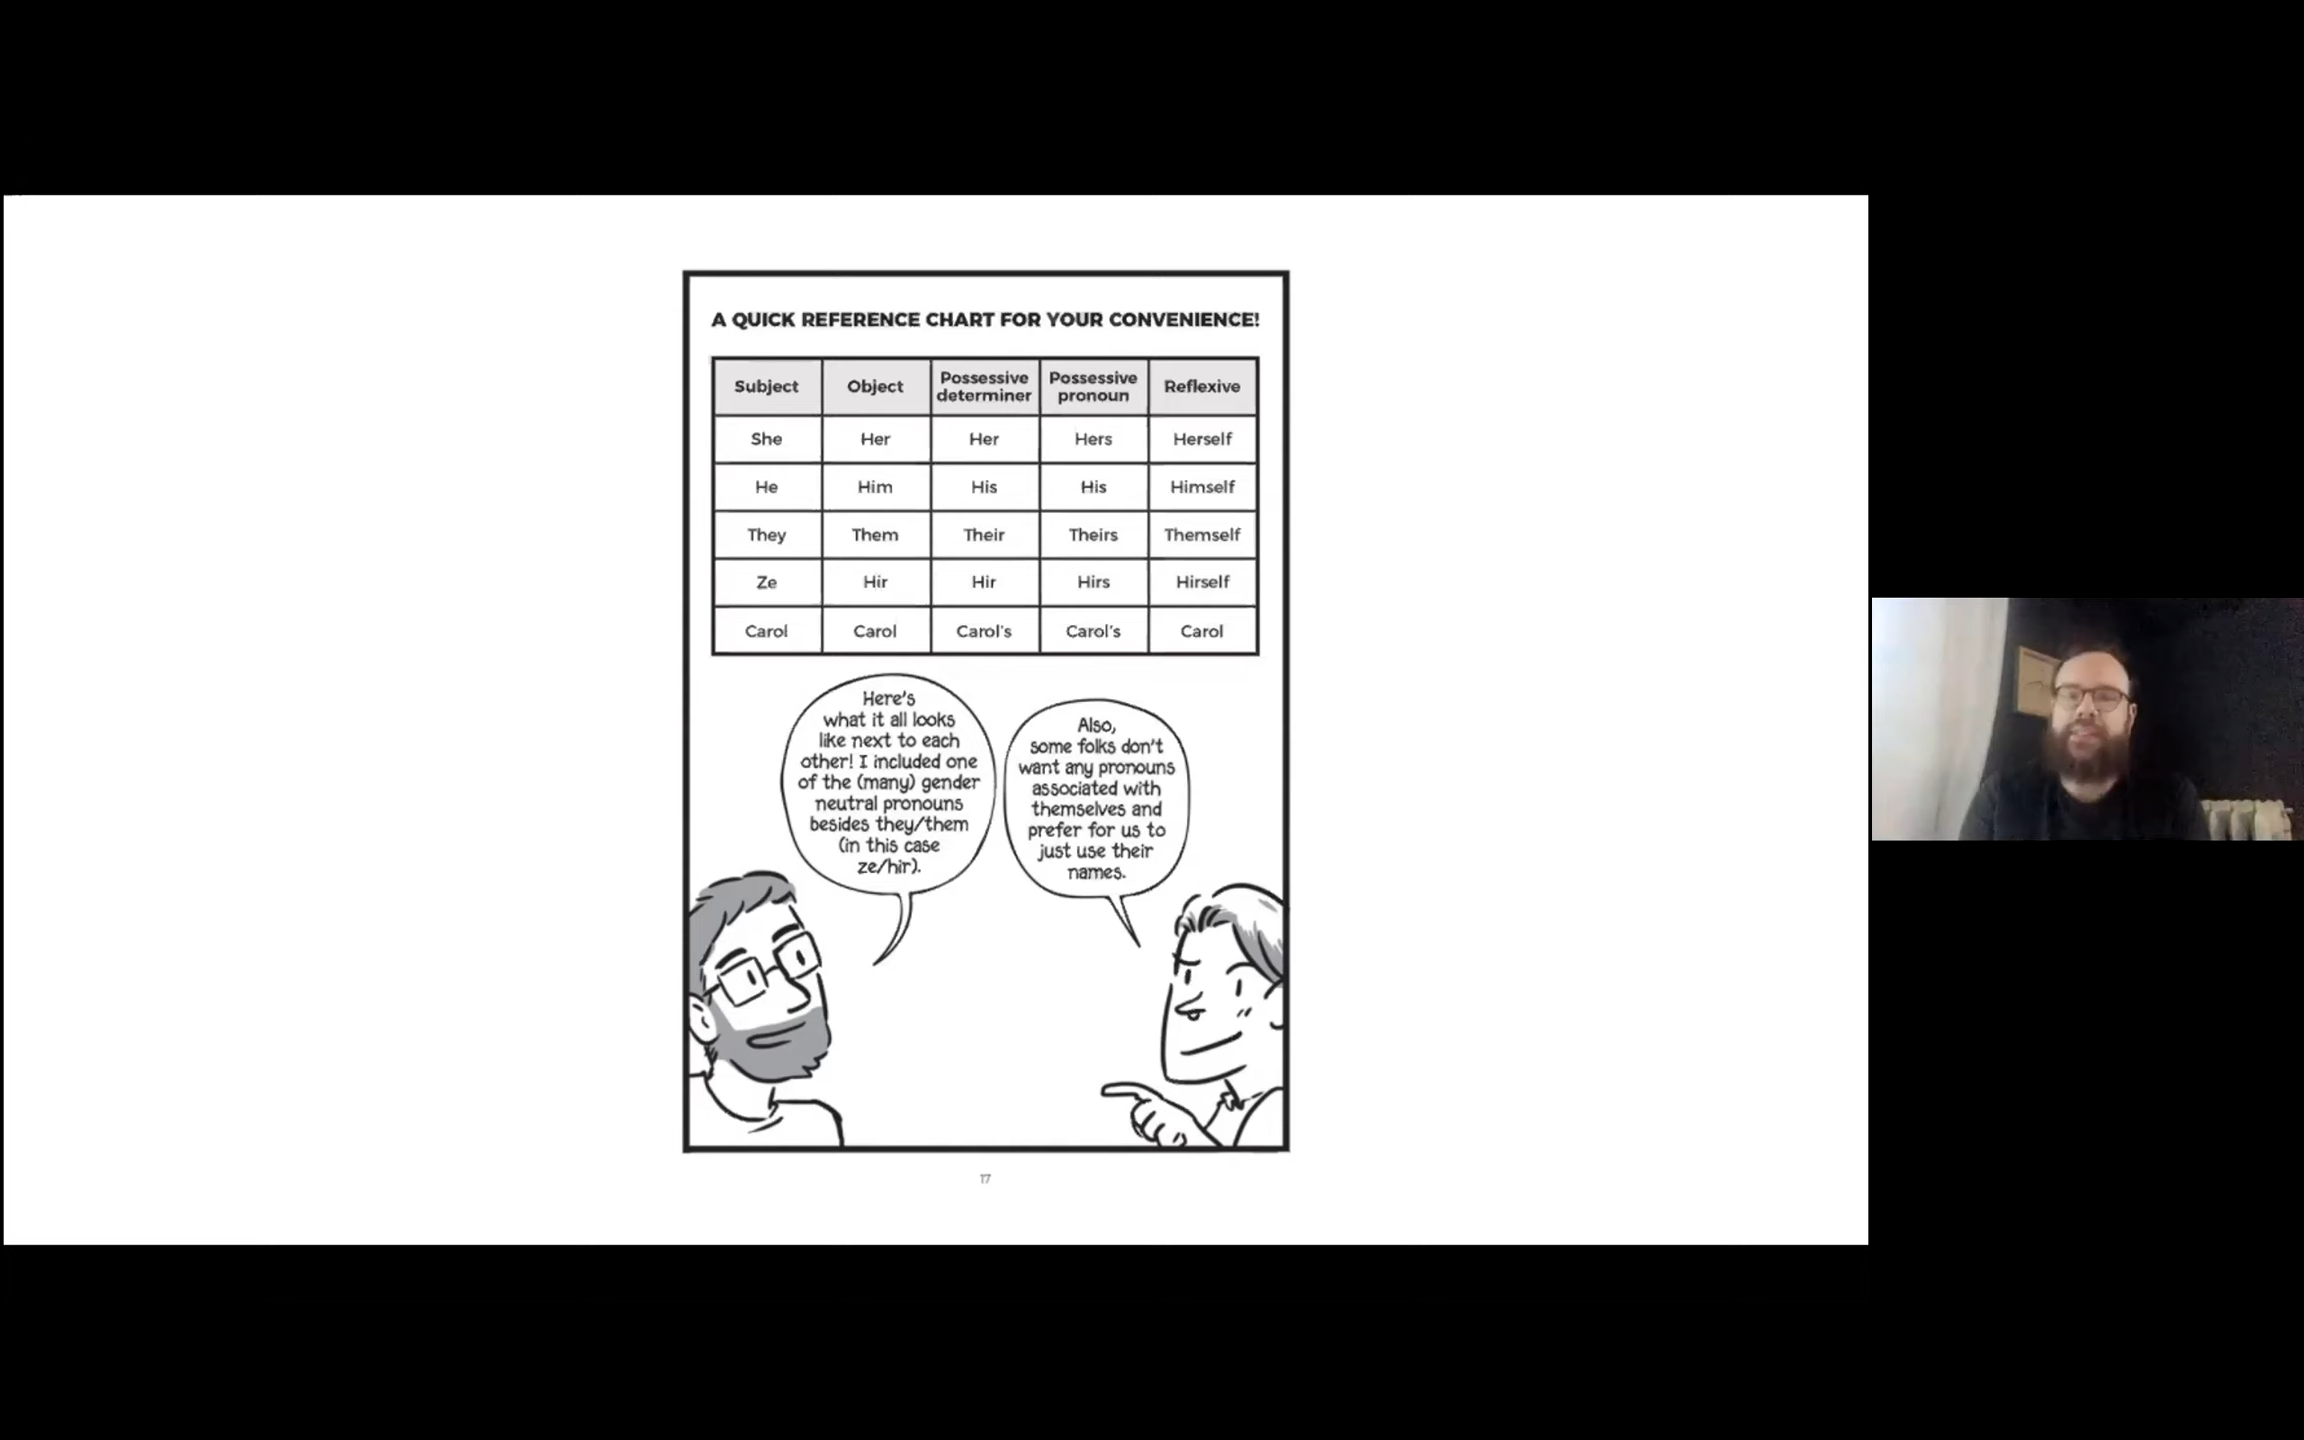 A QUICK REFERENCE CHART FOR YOUR CONVENIENCE!
Subject Object Possessive determiner Possessive pronoun Reflexive
She Her Her Hers Herself
He Him His His Himself
They Them Their Theirs Themself
Ze Hir Hir Hirs Hirself
Carol Carol Carol's Carol's Carol
Here's
what it all looks
like next to each
other! I included one
of the (many) gender
neutral pronouns
besides they/them
(in this case
ze/hir).
Also,
some folks don't
want any pronouns
associated with
themselves and
prefer for us to
just use their
names.
17